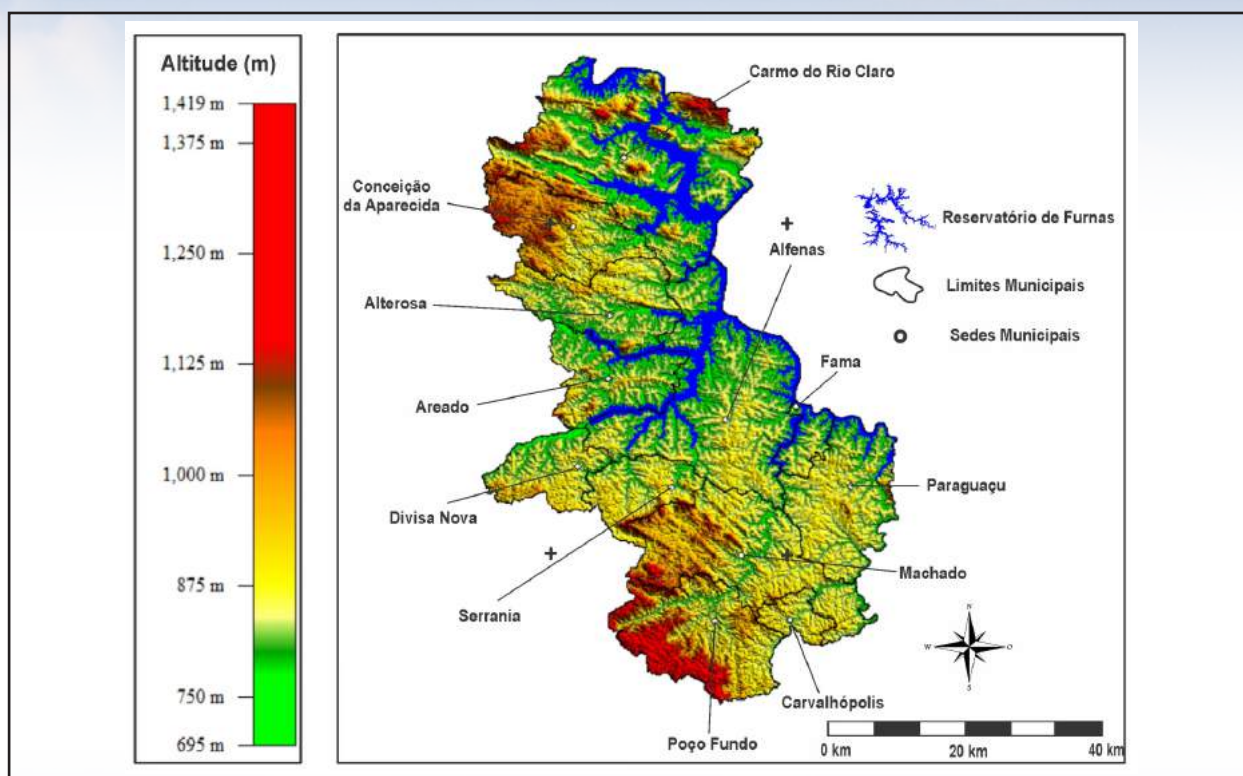 Altitude (m)
1,419 m
1,375 m
1,250 m
1,125 m
1,000 m
875 m
750 m
695 m
Carmo do Rio Claro
Conceição
da Aparecida
Alfenas
Alterosa
Fama
Areado
Paraguaçu
Divisa Nova
Machado
Serrania
Carvalhópolis
Poço Fundo
Reservatório de Furnas
Limites Municipais
Sedes Municipais
N
W
O
S
0 km
20 km
40 km